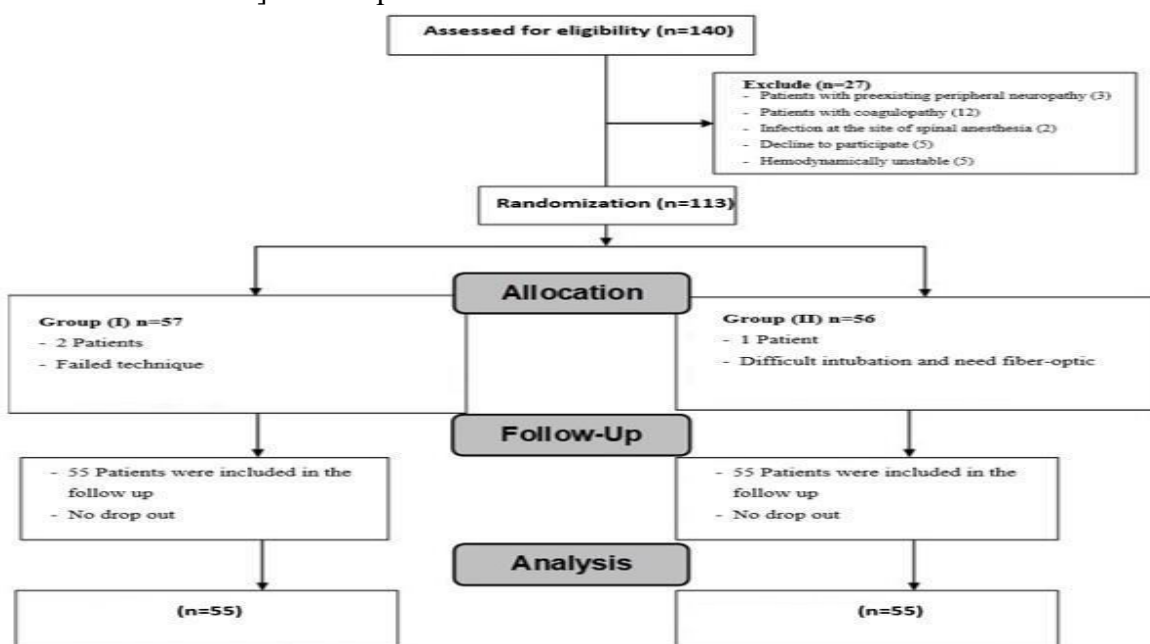 Assessed for eligibility (n=140)
Exclude (n=27)
- Patients with preexisting peripheral neuropathy (3)
- Patients with coagulopathy (12)
- Infection at the site of spinal anesthesia (2)
- Decline to participate (5)
- Hemodynamically unstable (5)
Randomization (n=113)
Allocation
Group (I) n=57
- 2 Patients
- Failed technique
Group (II) n=56
- 1 Patient
- Difficult intubation and need fiber-optic
Follow-Up
- 55 Patients were included in the
follow up
- No drop out
- 55 Patients were included in the
follow up
- No drop out
Analysis
(n=55)
(n=55)